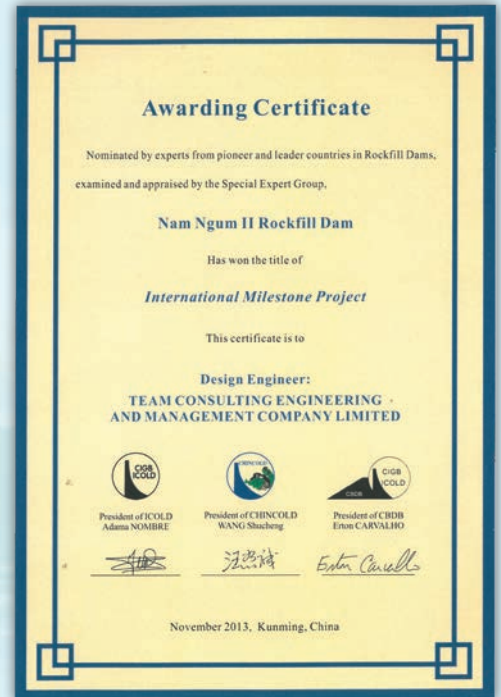 Awarding Certificate
Nominated by experts from pioneer and leader countries in Rockfill Dams,
examined and appraised by the Special Expert Group,
Nam Ngum II Rockfill Dam
Has won the title of
International Milestone Project
This certificate is to
Design Engineer:
TEAM CONSULTING ENGINEERING
AND MANAGEMENT COMPANY LIMITED
CIGB
ICOLD
CHINCOLD
CIGB
ICOLD
CBDB
President of ICOLD
Adama NOMBRE
President of CHINCOLD
WANG Shucheng
President of CBDB
Erton CARVALHO
汪恕诚
Erton Carvalho
November 2013, Kunming, China